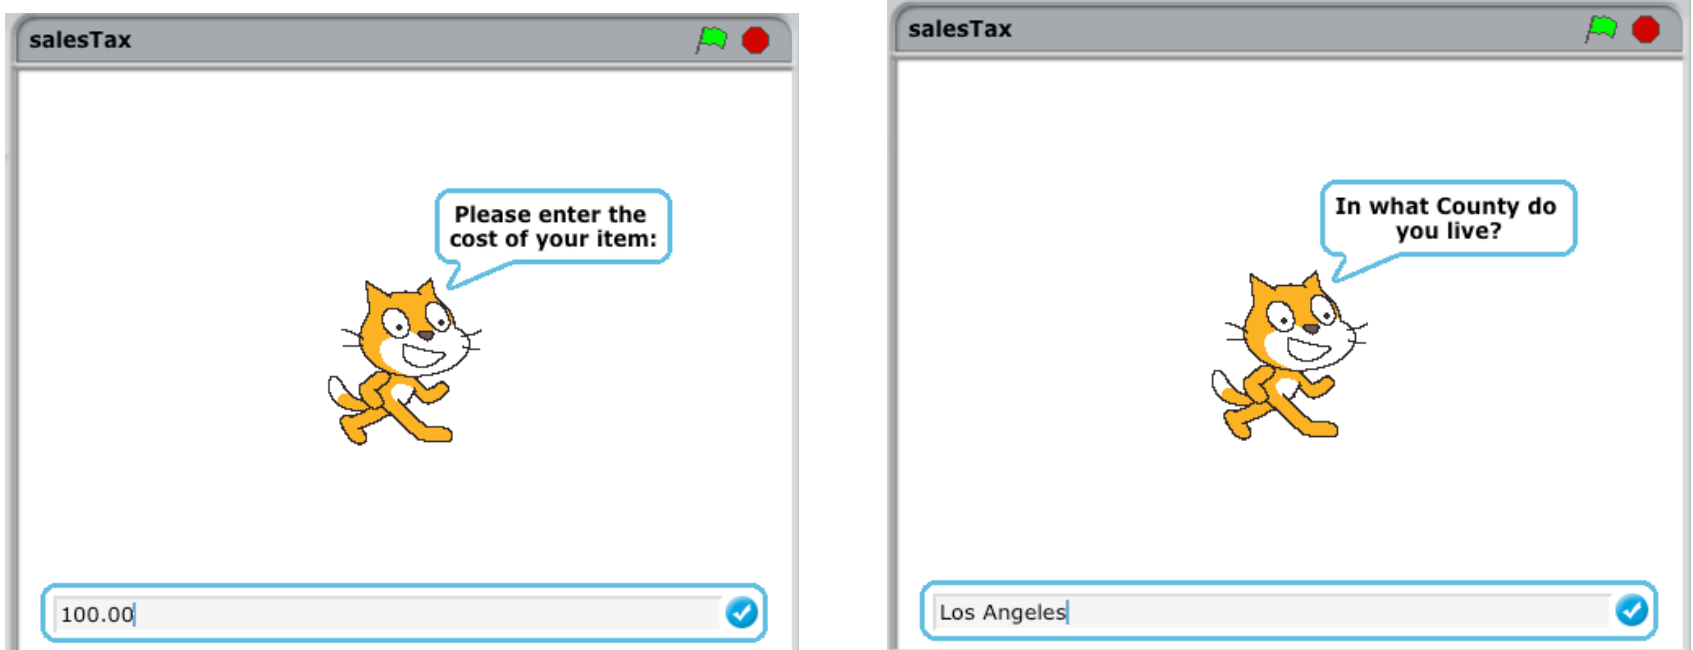 salesTax
Please enter the
cost of your item:
100.00
salesTax
In what County do
you live?
Los Angeles